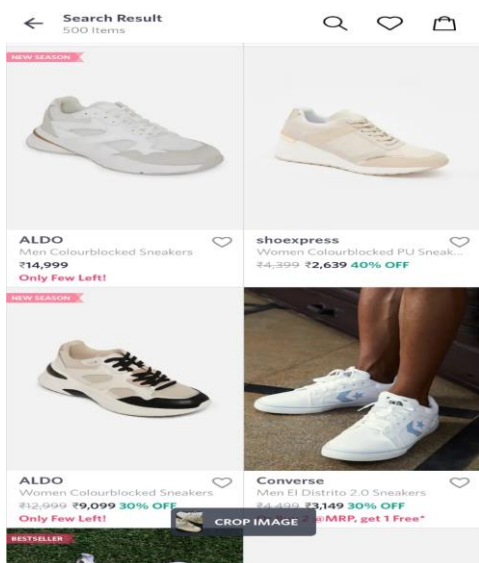 Search Result
500 Items
NEW SEASON
ALDO
Men Colourblocked Sneakers
₹14,999
Only Few Left!
shoexpress
Women Colourblocked PU Sneak...
₹4,399 ₹2,639 40% OFF
NEW SEASON
ALDO
Women Colourblocked Sneakers
₹12,999 ₹9,099 30% OFF
Only Few Left!
Converse
Men El Distrito 2.0 Sneakers
₹4,499 ₹3,149 30% OFF
@MRP, get 1 Free*
CROP IMAGE
BESTSELLER